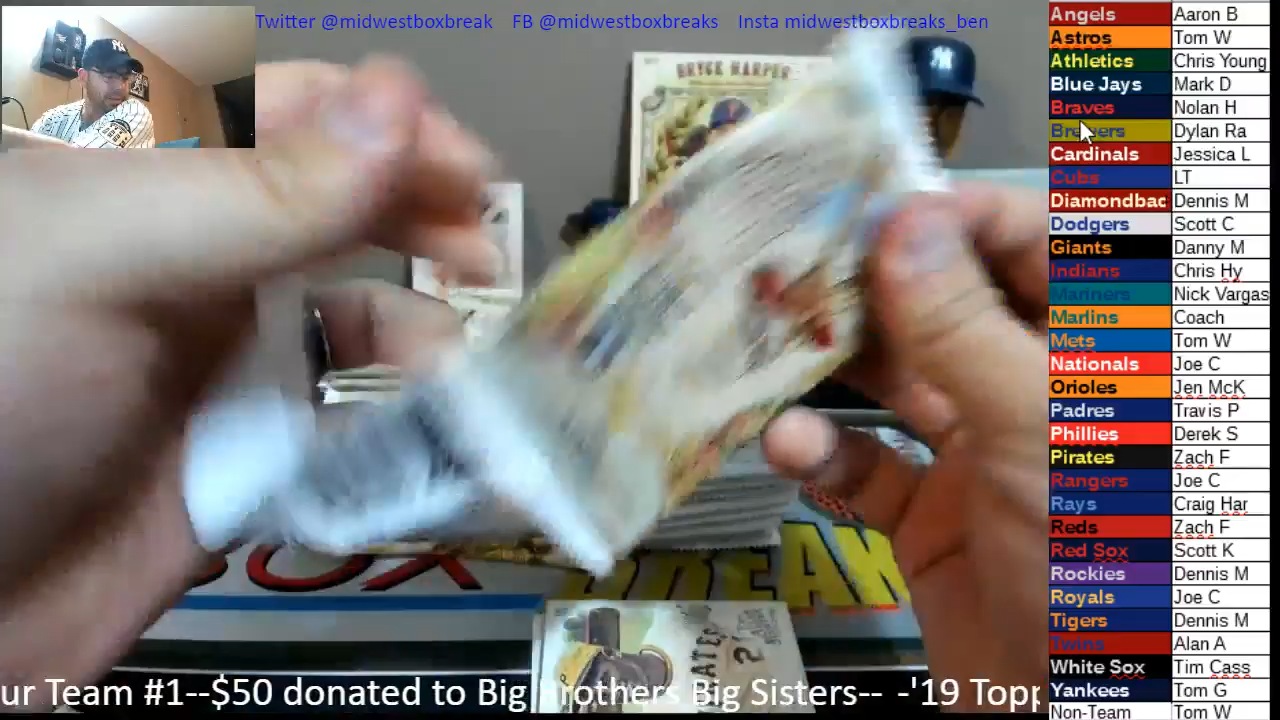 Twitter @midwestboxbreak FB @midwestboxbreaks Insta midwestboxbreaks_ben
BRYCE HARPER
Angels Aaron B
Astros Tom W
Athletics Chris Young
Blue Jays Mark D
Braves Nolan H
Brewers Dylan Ra
Cardinals Jessica L
Cubs LT
Diamondbac Dennis M
Dodgers Scott C
Giants Danny M
Indians Chris Hy
Mariners Nick Vargas
Marlins Coach
Mets Tom W
Nationals Joe C
Orioles Jen McK
Padres Travis P
Phillies Derek S
Pirates Zach F
Rangers Joe C
Rays Craig Har
Reds Zach F
Red Sox Scott K
Rockies Dennis M
Royals Joe C
Tigers Dennis M
Twins Alan A
White Sox Tim Cass
Yankees Tom G
Non-Team Tom W
BOX BREAK
ur Team #1--$50 donated to Big Brothers Big Sisters-- -'19 Topp